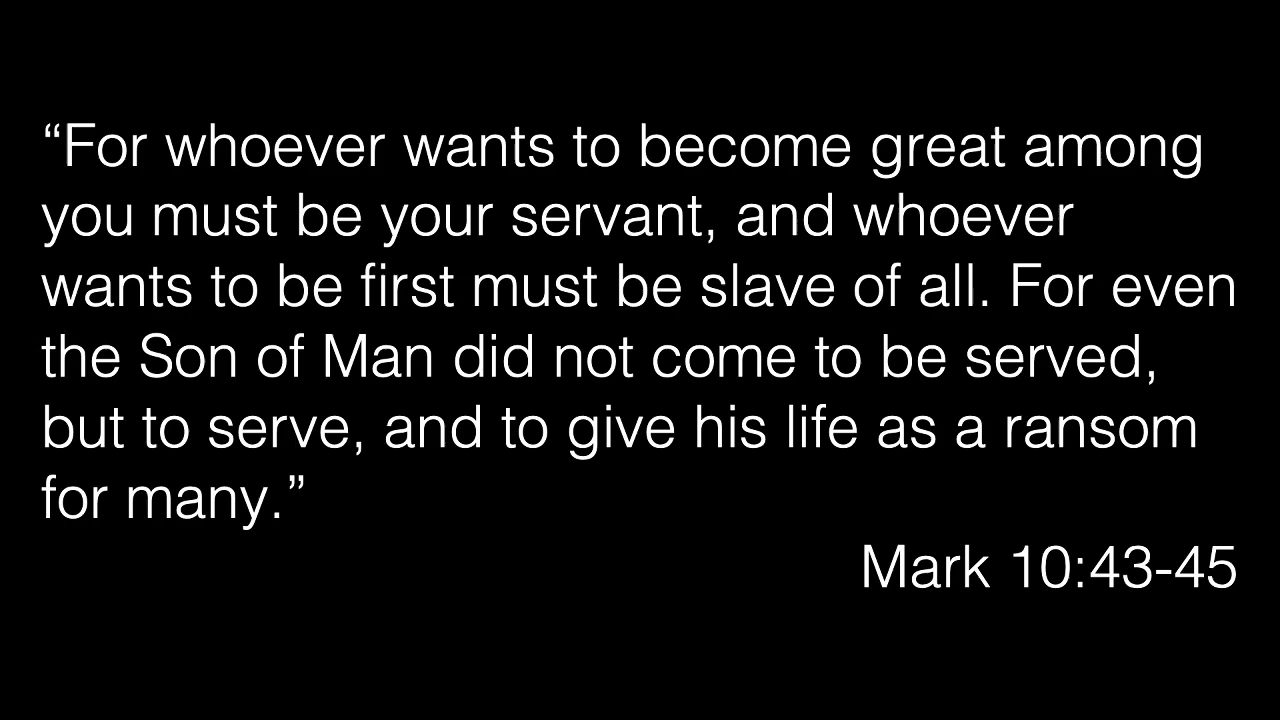 “For whoever wants to become great among
you must be your servant, and whoever
wants to be first must be slave of all. For even
the Son of Man did not come to be served,
but to serve, and to give his life as a ransom
for many.”
Mark 10:43-45